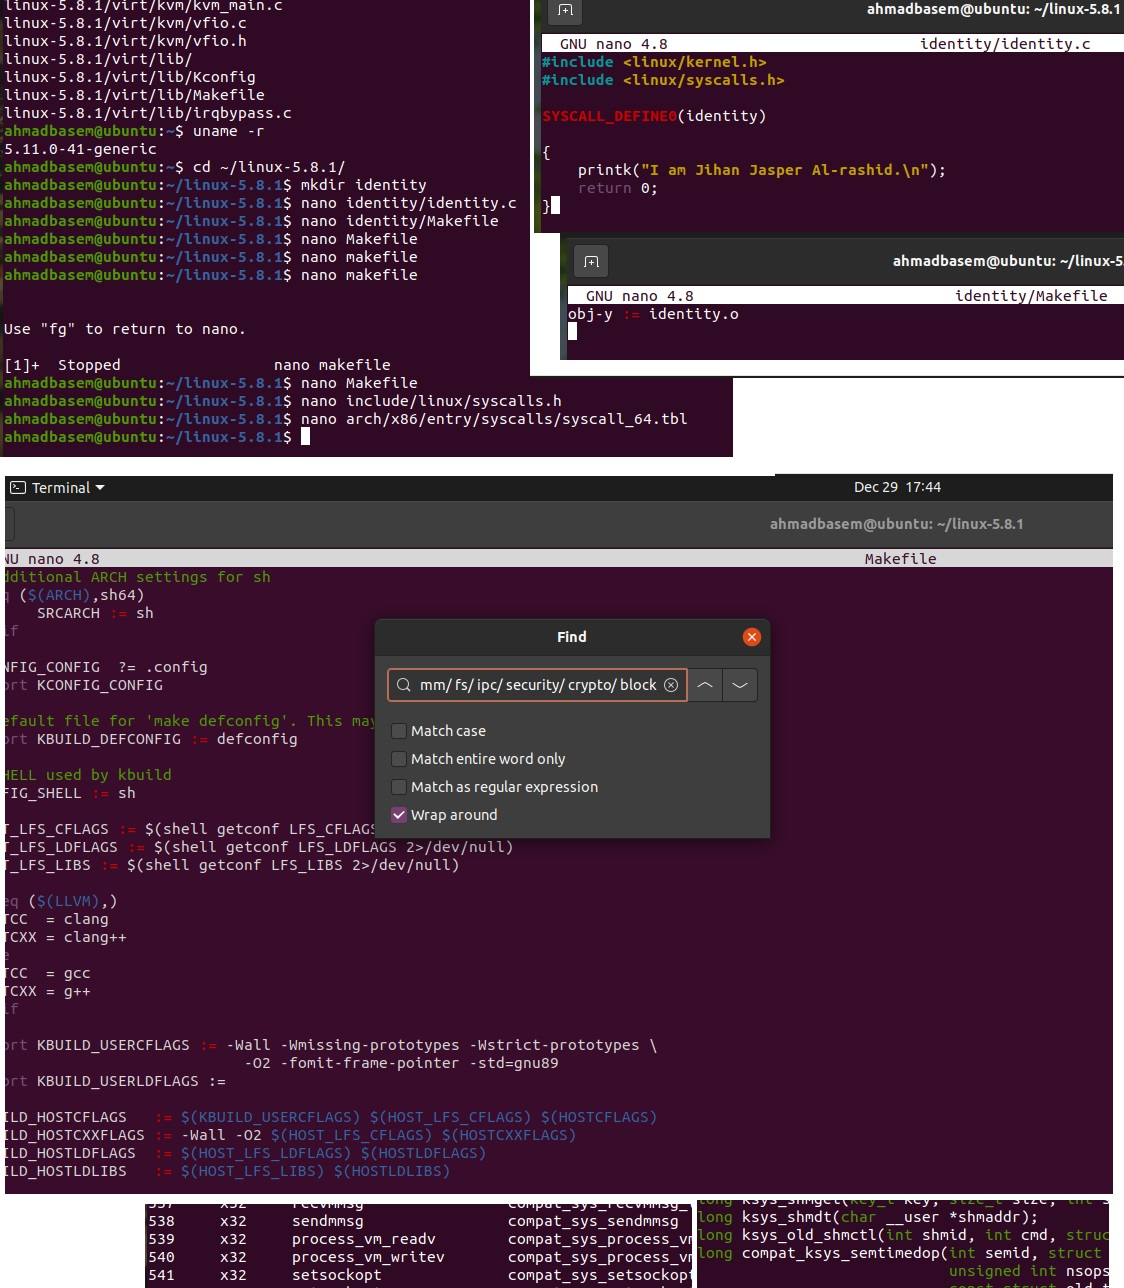 linux-5.8.1/virt/kvm/kvm_main.c
linux-5.8.1/virt/kvm/vfio.c
linux-5.8.1/virt/kvm/vfio.h
linux-5.8.1/virt/lib/
linux-5.8.1/virt/lib/Kconfig
linux-5.8.1/virt/lib/Makefile
linux-5.8.1/virt/lib/irqbypass.c
ahmadbasem@ubuntu:~$ uname -r
5.11.0-41-generic
ahmadbasem@ubuntu:~$ cd ~/linux-5.8.1/
ahmadbasem@ubuntu:~/linux-5.8.1$ mkdir identity
ahmadbasem@ubuntu:~/linux-5.8.1$ nano identity/identity.c
ahmadbasem@ubuntu:~/linux-5.8.1$ nano identity/Makefile
ahmadbasem@ubuntu:~/linux-5.8.1$ nano Makefile
ahmadbasem@ubuntu:~/linux-5.8.1$ nano makefile
ahmadbasem@ubuntu:~/linux-5.8.1$ nano makefile
Use "fg" to return to nano.
[1]+  Stopped                 nano makefile
ahmadbasem@ubuntu:~/linux-5.8.1$ nano Makefile
ahmadbasem@ubuntu:~/linux-5.8.1$ nano include/linux/syscalls.h
ahmadbasem@ubuntu:~/linux-5.8.1$ nano arch/x86/entry/syscalls/syscall_64.tbl
ahmadbasem@ubuntu:~/linux-5.8.1$
ahmadbasem@ubuntu: ~/linux-5.8.1
GNU nano 4.8 identity/identity.c
#include <linux/kernel.h>
#include <linux/syscalls.h>
SYSCALL_DEFINE0(identity)
{
printk("I am Jihan Jasper Al-rashid.\n");
return 0;
}
ahmadbasem@ubuntu: ~/linux-5.
GNU nano 4.8 identity/Makefile
obj-y := identity.o
Terminal Dec 29 17:44
ahmadbasem@ubuntu: ~/linux-5.8.1
NU nano 4.8 Makefile
dditional ARCH settings for sh
q ($(ARCH),sh64)
SRCARCH := sh
if
NFIG_CONFIG  ?= .config
ort KCONFIG_CONFIG
efault file for 'make defconfig'. This may
ort KBUILD_DEFCONFIG := defconfig
HELL used by kbuild
FIG_SHELL := sh
T_LFS_CFLAGS := $(shell getconf LFS_CFLAGS
T_LFS_LDFLAGS := $(shell getconf LFS_LDFLAGS 2>/dev/null)
T_LFS_LIBS := $(shell getconf LFS_LIBS 2>/dev/null)
eq ($(LLVM),)
TCC  = clang
TCXX = clang++
e
TCC  = gcc
TCXX = g++
if
ort KBUILD_USERCFLAGS := -Wall -Wmissing-prototypes -Wstrict-prototypes \
-O2 -fomit-frame-pointer -std=gnu89
ort KBUILD_USERLDFLAGS :=
ILD_HOSTCFLAGS   := $(KBUILD_USERCFLAGS) $(HOST_LFS_CFLAGS) $(HOSTCFLAGS)
ILD_HOSTCXXFLAGS := -Wall -O2 $(HOST_LFS_CFLAGS) $(HOSTCXXFLAGS)
ILD_HOSTLDFLAGS  := $(HOST_LFS_LDFLAGS) $(HOSTLDFLAGS)
ILD_HOSTLDLIBS   := $(HOST_LFS_LIBS) $(HOSTLDLIBS)
Find
mm/ fs/ ipc/ security/ crypto/ block
Match case
Match entire word only
Match as regular expression
Wrap around
537 x32 recvmmsg compat_sys_recvmmsg_
538 x32 sendmmsg compat_sys_sendmmsg
539 x32 process_vm_readv compat_sys_process_vm
540 x32 process_vm_writev compat_sys_process_vm
541 x32 setsockopt compat_sys_setsockopt
long ksys_shmget(key_t key, size_t size, int s
long ksys_shmdt(char __user *shmaddr);
long ksys_old_shmctl(int shmid, int cmd, struc
long compat_ksys_semtimedop(int semid, struct
unsigned int nsops